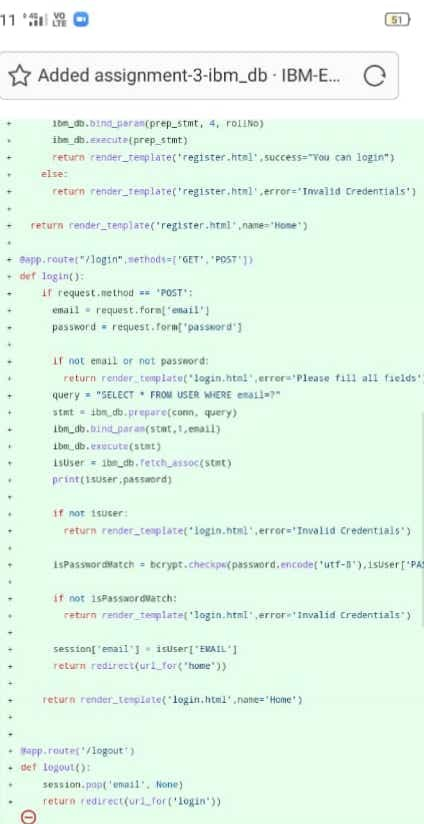 11 4G VO LTE 51
Added assignment-3-ibm_db · IBM-E...
+ ibm_db.bind_param(prep_stmt, 4, rollNo)
+ ibm_db.execute(prep_stmt)
+ return render_template('register.html',success="You can login")
+ else:
+ return render_template('register.html',error='Invalid Credentials')
+
+ return render_template('register.html',name='Home')
+
+ @app.route("/login",methods=['GET','POST'])
+ def login():
+ if request.method == 'POST':
+ email = request.form['email']
+ password = request.form['password']
+
+ if not email or not password:
+ return render_template('login.html',error='Please fill all fields'
+ query = "SELECT * FROM USER WHERE email=?"
+ stmt = ibm_db.prepare(conn, query)
+ ibm_db.bind_param(stmt,1,email)
+ ibm_db.execute(stmt)
+ isUser = ibm_db.fetch_assoc(stmt)
+ print(isUser,password)
+
+ if not isUser:
+ return render_template('login.html',error='Invalid Credentials')
+
+ isPasswordMatch = bcrypt.checkpw(password.encode('utf-8'),isUser['PAS
+
+ if not isPasswordMatch:
+ return render_template('login.html',error='Invalid Credentials')
+
+ session['email'] = isUser['EMAIL']
+ return redirect(url_for('home'))
+
+ return render_template('login.html',name='Home')
+
+
+ @app.route('/logout')
+ def logout():
+ session.pop('email', None)
+ return redirect(url_for('login'))